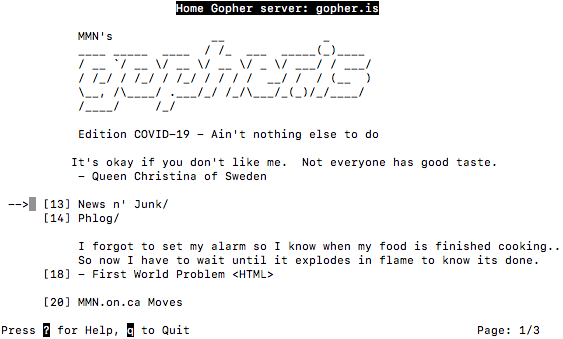 Home Gopher server: gopher.is
MMN's
gopher.is
Edition COVID-19 - Ain't nothing else to do
It's okay if you don't like me.  Not everyone has good taste.
- Queen Christina of Sweden
--> [13] News n' Junk/
[14] Phlog/
I forgot to set my alarm so I know when my food is finished cooking..
So now I have to wait until it explodes in flame to know its done.
[18] - First World Problem <HTML>
[20] MMN.on.ca Moves
Press ? for Help, q to Quit Page: 1/3